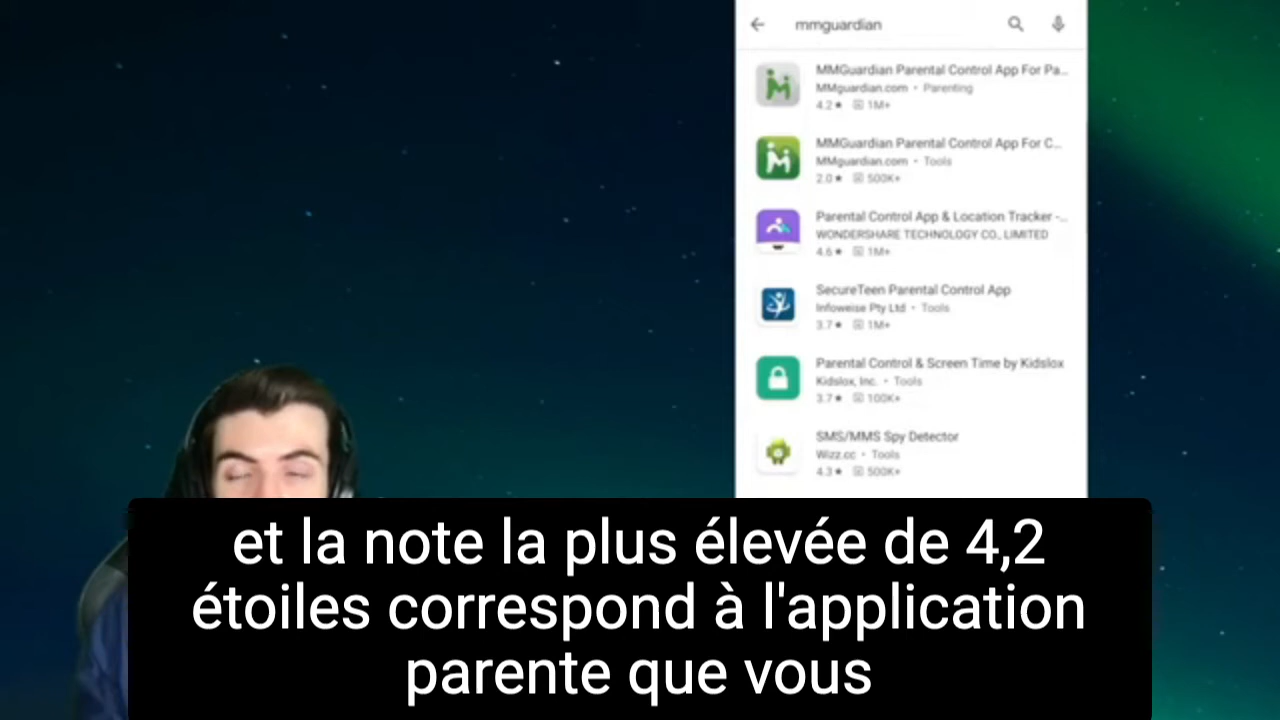 mmguardian
MMGuardian Parental Control App For Pa...
MMguardian.com • Parenting
4.2★ 1M+
MMGuardian Parental Control App For C...
MMguardian.com • Tools
2.0★ 500K+
Parental Control App & Location Tracker -...
WONDERSHARE TECHNOLOGY CO., LIMITED
4.6★ 1M+
SecureTeen Parental Control App
Infoweise Pty Ltd • Tools
3.7★ 1M+
Parental Control & Screen Time by Kidslox
Kidslox, Inc. • Tools
3.7★ 100K+
SMS/MMS Spy Detector
Wizz.cc • Tools
4.3★ 500K+
et la note la plus élevée de 4,2
étoiles correspond à l'application
parente que vous